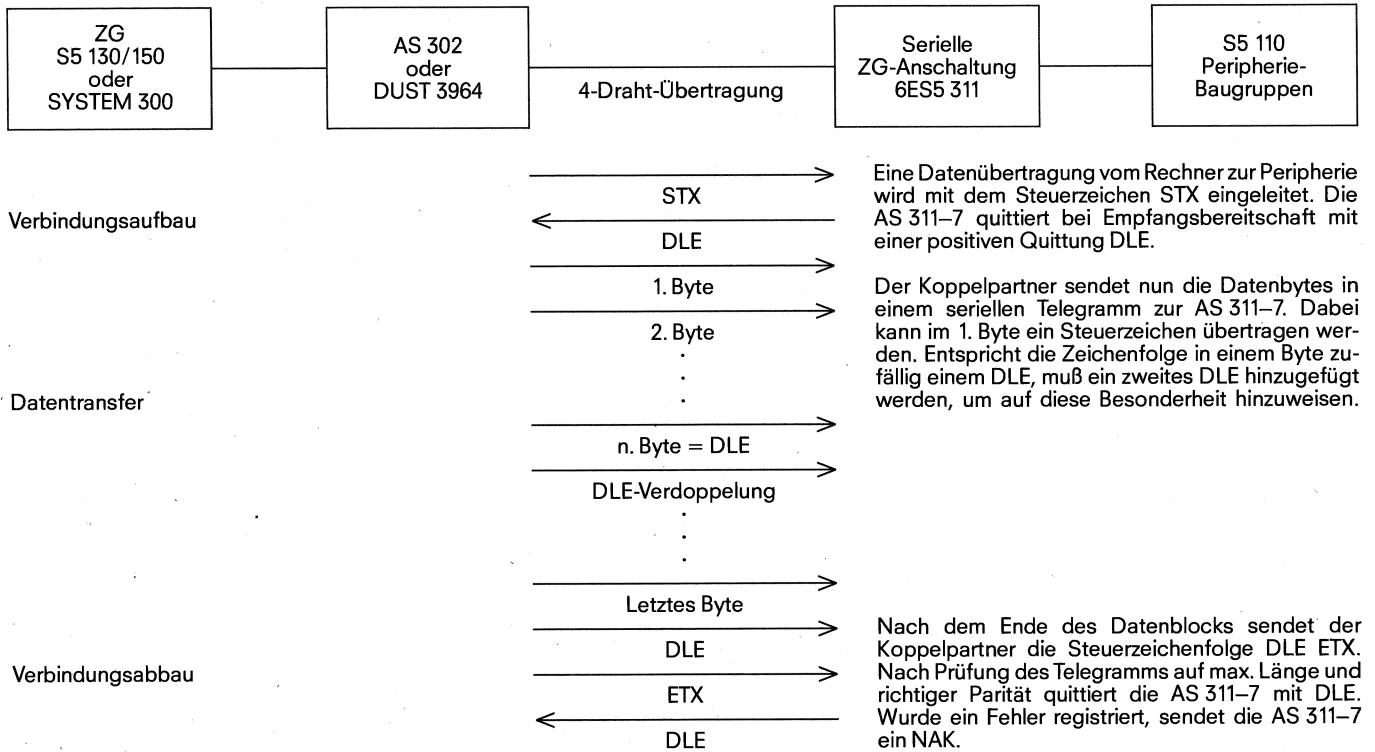 ZG
S5 130/150
oder
SYSTEM 300
AS 302
oder
DUST 3964
4-Draht-Übertragung
Serielle
ZG-Anschaltung
6ES5 311
S5 110
Peripherie-
Baugruppen
Verbindungsaufbau
STX
DLE
1. Byte
2. Byte
Eine Datenübertragung vom Rechner zur Peripherie
wird mit dem Steuerzeichen STX eingeleitet. Die
AS 311–7 quittiert bei Empfangsbereitschaft mit
einer positiven Quittung DLE.
Der Koppelpartner sendet nun die Datenbytes in
einem seriellen Telegramm zur AS 311–7. Dabei
kann im 1. Byte ein Steuerzeichen übertragen wer-
den. Entspricht die Zeichenfolge in einem Byte zu-
fällig einem DLE, muß ein zweites DLE hinzugefügt
werden, um auf diese Besonderheit hinzuweisen.
Datentransfer
n. Byte = DLE
DLE-Verdoppelung
Letztes Byte
Verbindungsabbau
DLE
ETX
DLE
Nach dem Ende des Datenblocks sendet der
Koppelpartner die Steuerzeichenfolge DLE ETX.
Nach Prüfung des Telegramms auf max. Länge und
richtiger Parität quittiert die AS 311–7 mit DLE.
Wurde ein Fehler registriert, sendet die AS 311–7
ein NAK.